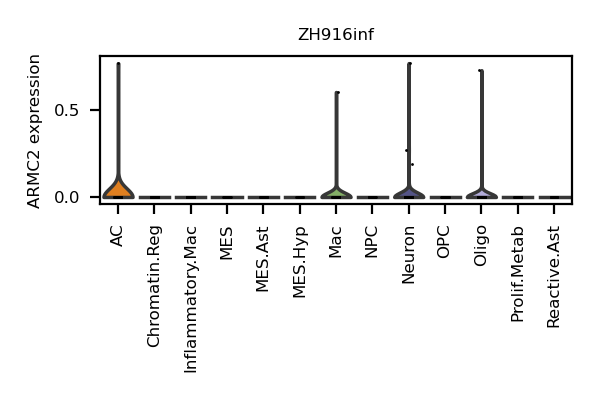 ZH916inf
ARMC2 expression
0.5
0.0
AC
Chromatin.Reg
Inflammatory.Mac
MES
MES.Ast
MES.Hyp
Mac
NPC
Neuron
OPC
Oligo
Prolif.Metab
Reactive.Ast